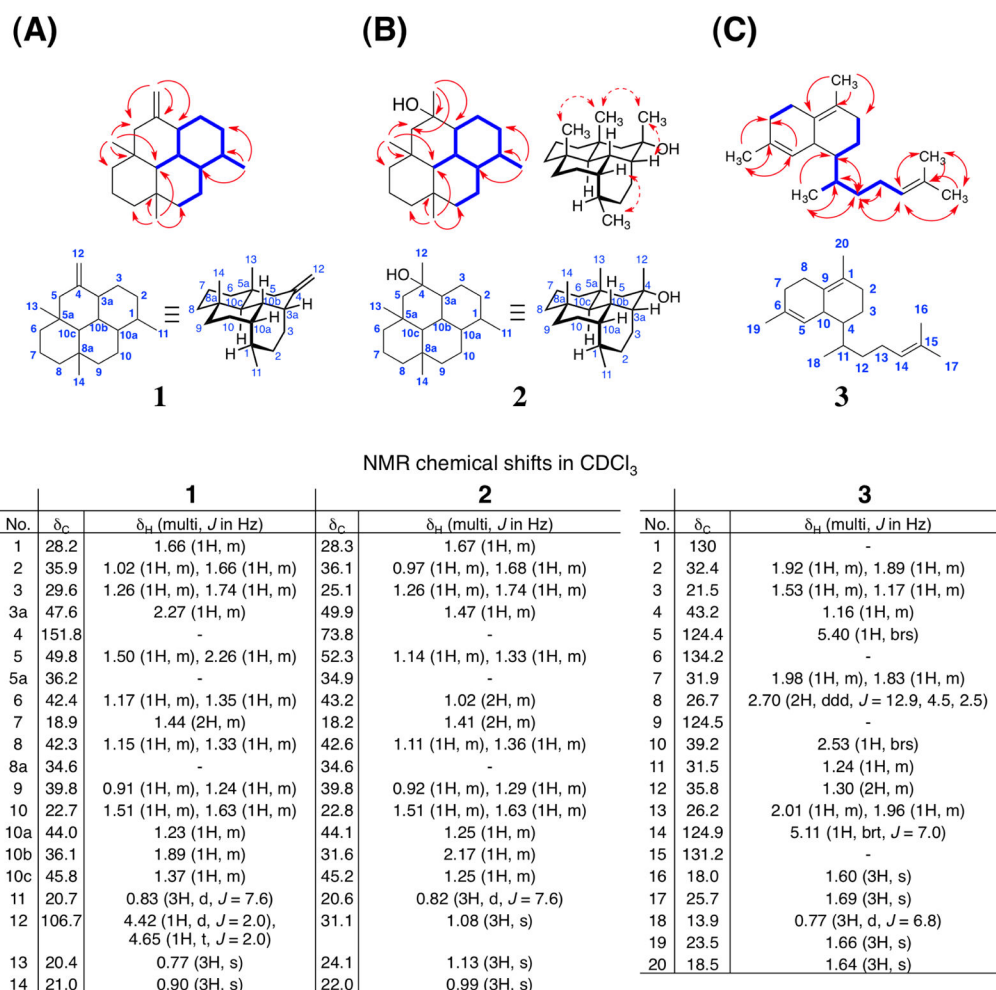 (A) (B) (C)
HO CH3 CH3 CH3 OH H CH3
CH3 CH3 CH3 CH3 CH3
12 4 3 5 3a 2 13 5a 1 6 10b 10c 10a 11 7 8a 10 8 9 14
≡
13 12 14 7 6 H 5 5a 4 8a 10c H 10b 8 H 3a 9 10 H 3 10a H 1 2 11
12 HO 4 3 5 3a 2 13 5a 1 6 10b 10c 10a 11 7 8a 10 8 9 14
≡
13 12 14 7 6 H 5 5a 4 OH 8a 10c H 10b 8 H 3a 9 10 H 3 10a H 1 2 11
20 8 7 9 1 2 6 10 3 19 5 4 16 11 13 15 18 12 14 17
1 2 3
NMR chemical shifts in CDCl3
1 2 3
No. δC δH (multi, J in Hz) δC δH (multi, J in Hz) No. δC δH (multi, J in Hz)
1 28.2 1.66 (1H, m) 28.3 1.67 (1H, m) 1 130 -
2 35.9 1.02 (1H, m), 1.66 (1H, m) 36.1 0.97 (1H, m), 1.68 (1H, m) 2 32.4 1.92 (1H, m), 1.89 (1H, m)
3 29.6 1.26 (1H, m), 1.74 (1H, m) 25.1 1.26 (1H, m), 1.74 (1H, m) 3 21.5 1.53 (1H, m), 1.17 (1H, m)
3a 47.6 2.27 (1H, m) 49.9 1.47 (1H, m) 4 43.2 1.16 (1H, m)
4 151.8 - 73.8 - 5 124.4 5.40 (1H, brs)
5 49.8 1.50 (1H, m), 2.26 (1H, m) 52.3 1.14 (1H, m), 1.33 (1H, m) 6 134.2 -
5a 36.2 - 34.9 - 7 31.9 1.98 (1H, m), 1.83 (1H, m)
6 42.4 1.17 (1H, m), 1.35 (1H, m) 43.2 1.02 (2H, m) 8 26.7 2.70 (2H, ddd, J = 12.9, 4.5, 2.5)
7 18.9 1.44 (2H, m) 18.2 1.41 (2H, m) 9 124.5 -
8 42.3 1.15 (1H, m), 1.33 (1H, m) 42.6 1.11 (1H, m), 1.36 (1H, m) 10 39.2 2.53 (1H, brs)
8a 34.6 - 34.6 - 11 31.5 1.24 (1H, m)
9 39.8 0.91 (1H, m), 1.24 (1H, m) 39.8 0.92 (1H, m), 1.29 (1H, m) 12 35.8 1.30 (2H, m)
10 22.7 1.51 (1H, m), 1.63 (1H, m) 22.8 1.51 (1H, m), 1.63 (1H, m) 13 26.2 2.01 (1H, m), 1.96 (1H, m)
10a 44.0 1.23 (1H, m) 44.1 1.25 (1H, m) 14 124.9 5.11 (1H, brt, J = 7.0)
10b 36.1 1.89 (1H, m) 31.6 2.17 (1H, m) 15 131.2 -
10c 45.8 1.37 (1H, m) 45.2 1.25 (1H, m) 16 18.0 1.60 (3H, s)
11 20.7 0.83 (3H, d, J = 7.6) 20.6 0.82 (3H, d, J = 7.6) 17 25.7 1.69 (3H, s)
12 106.7 4.42 (1H, d, J = 2.0), 31.1 1.08 (3H, s) 18 13.9 0.77 (3H, d, J = 6.8)
4.65 (1H, t, J = 2.0) 19 23.5 1.66 (3H, s)
13 20.4 0.77 (3H, s) 24.1 1.13 (3H, s) 20 18.5 1.64 (3H, s)
14 21.0 0.90 (3H, s) 22.0 0.99 (3H, s)